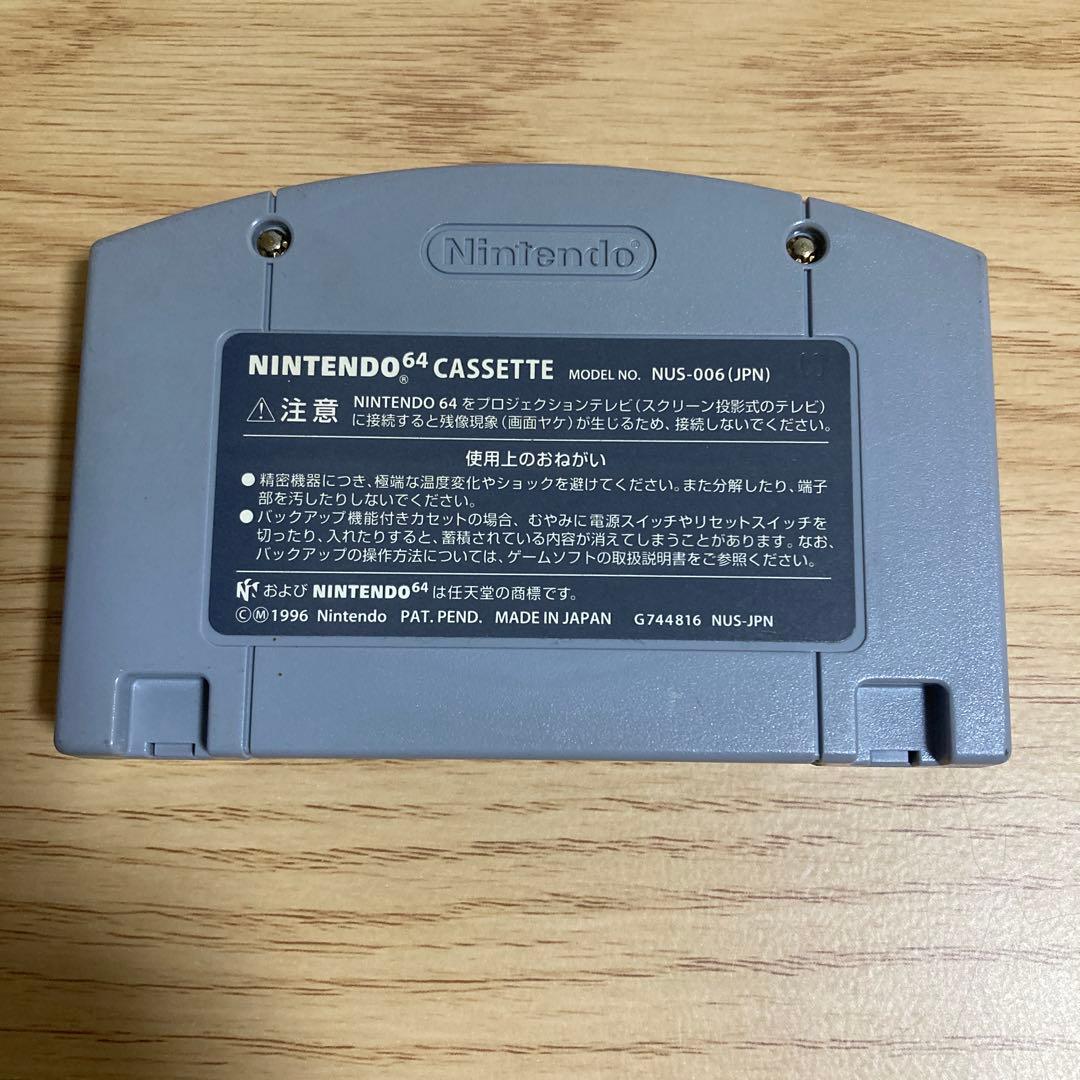 Nintendo®
NINTENDO64® CASSETTE MODEL NO. NUS-006(JPN)
⚠注意 NINTENDO 64 をプロジェクションテレビ(スクリーン投影式のテレビ)
に接続すると残像現象(画面ヤケ)が生じるため、接続しないでください。
使用上のおねがい
●精密機器につき、極端な温度変化やショックを避けてください。また分解したり、端子
部を汚したりしないでください。
●バックアップ機能付きカセットの場合、むやみに電源スイッチやリセットスイッチを
切ったり、入れたりすると、蓄積されている内容が消えてしまうことがあります。なお、
バックアップの操作方法については、ゲームソフトの取扱説明書をご参照ください。
および NINTENDO64 は任天堂の商標です。
ⒸⓂ1996 Nintendo PAT. PEND. MADE IN JAPAN G744816 NUS-JPN